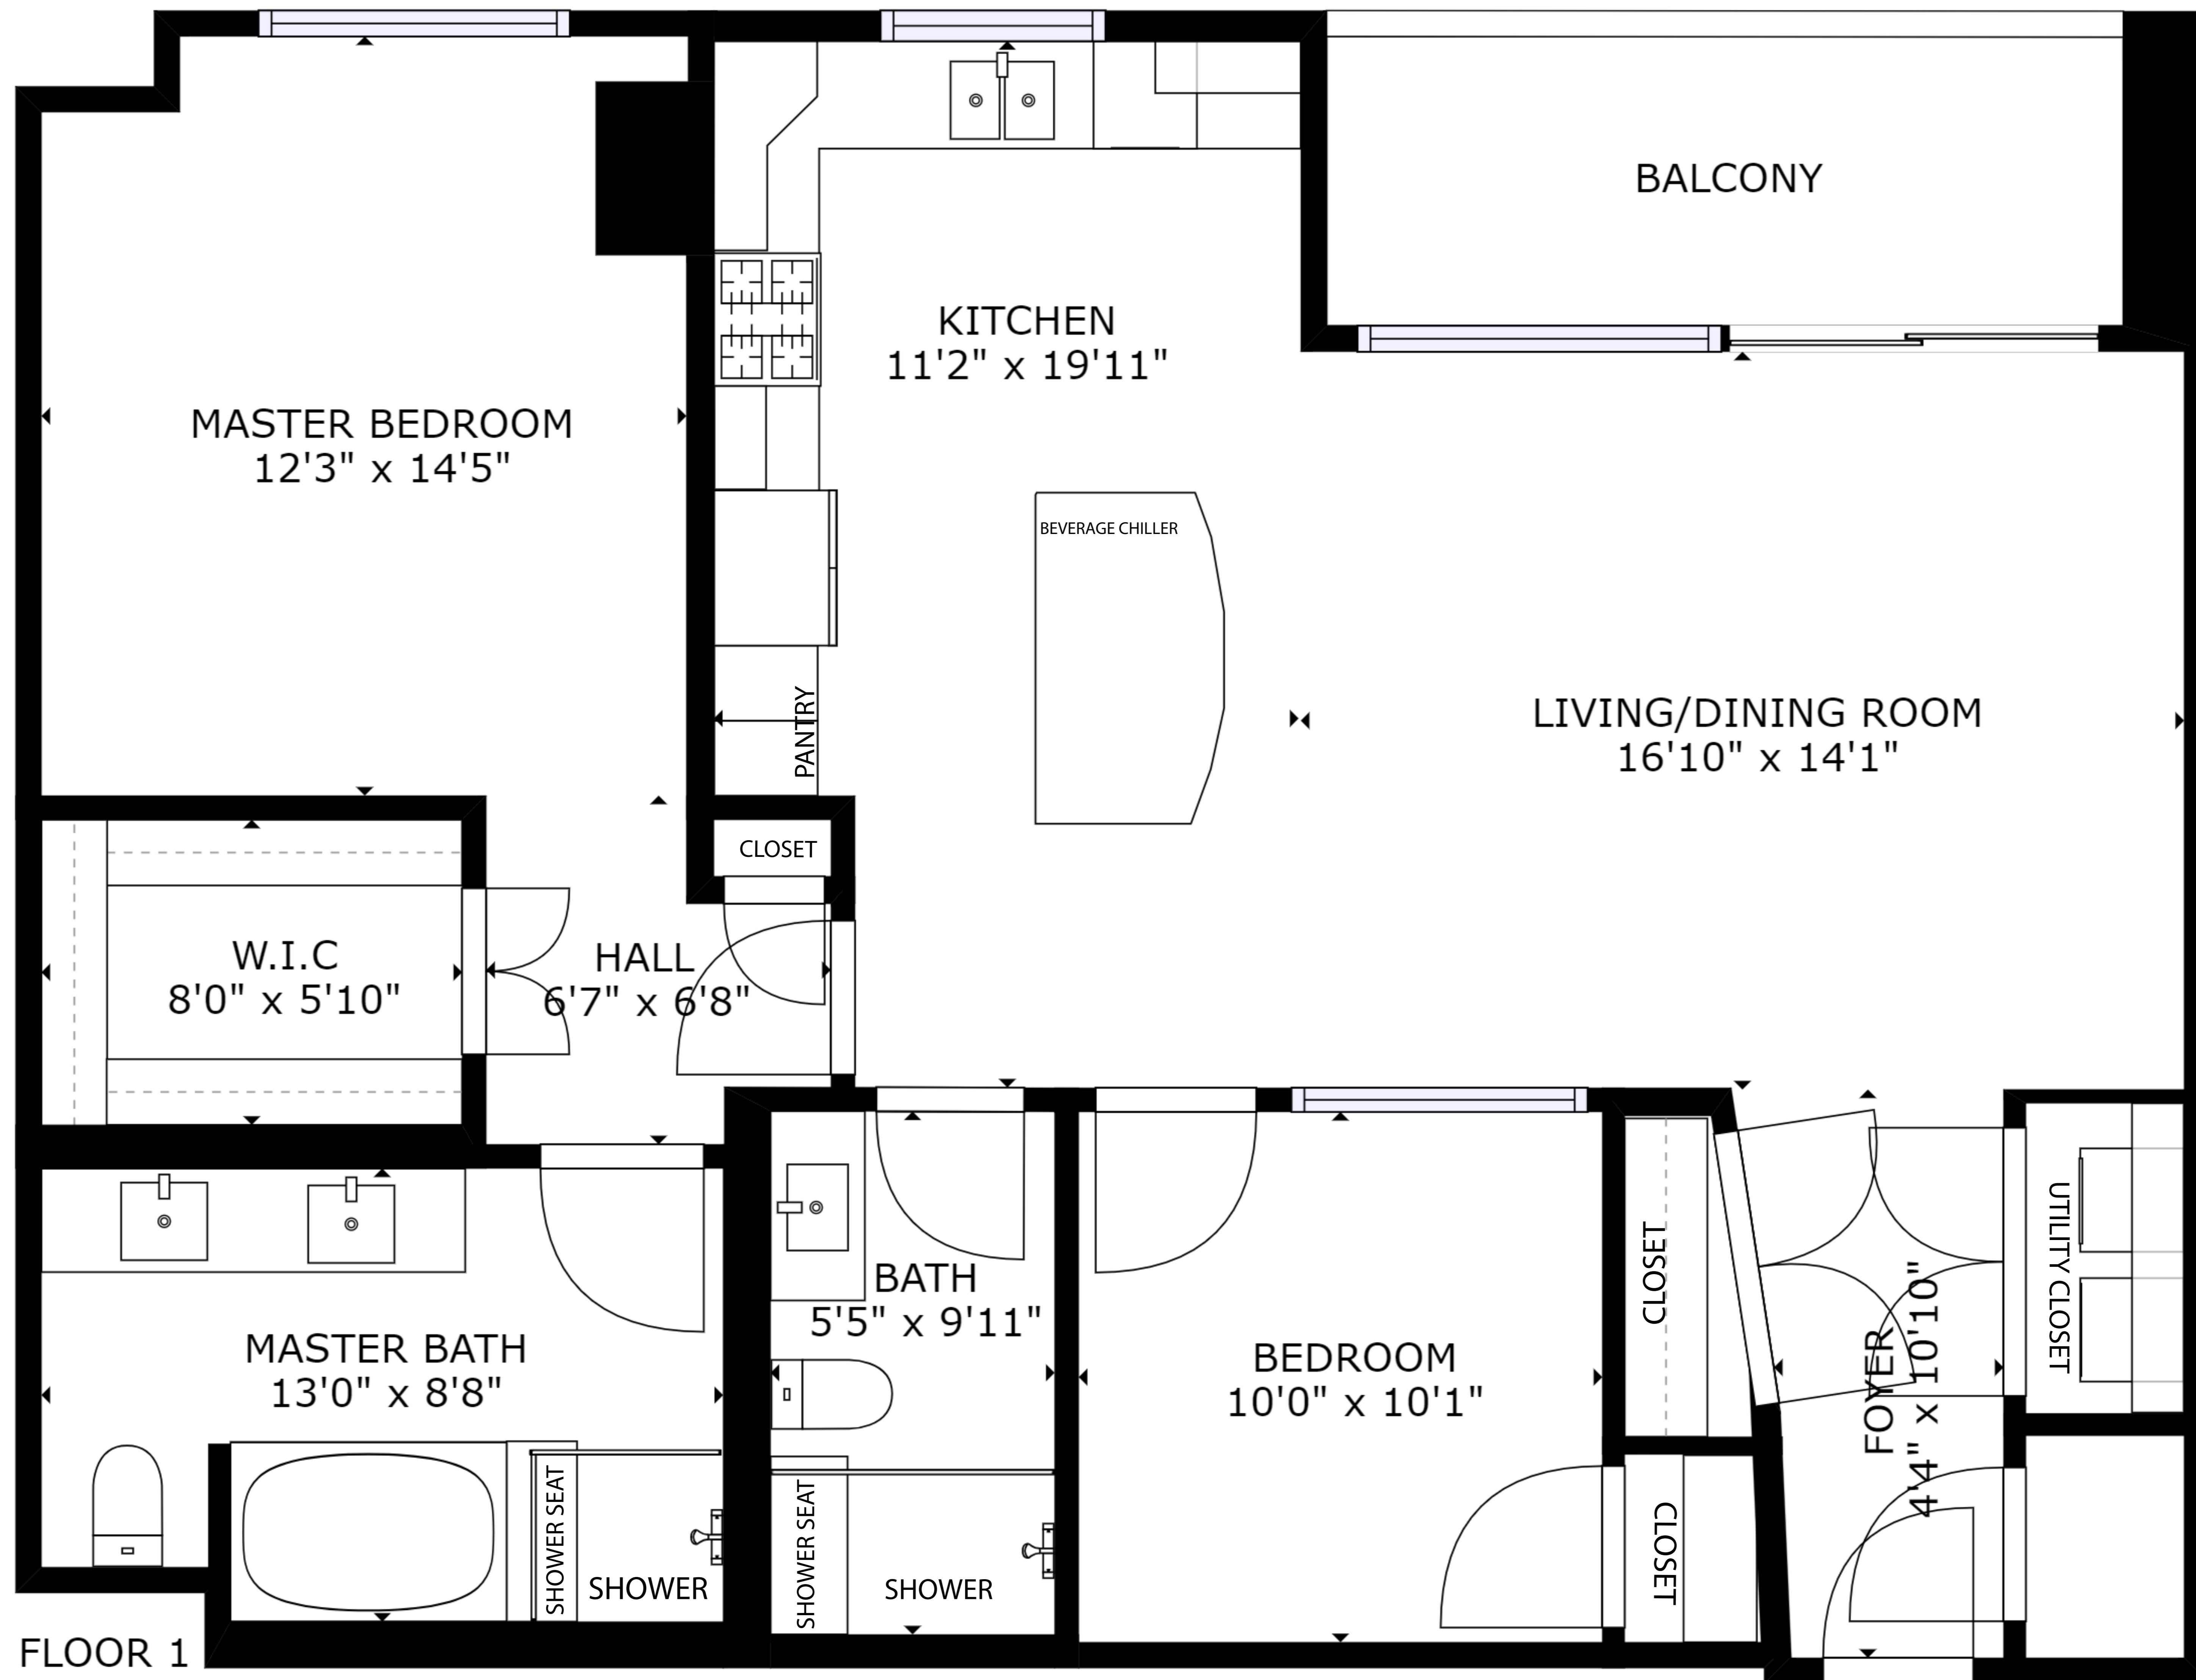 BALCONY
KITCHEN
11'2" x 19'11"
MASTER BEDROOM
12'3" x 14'5"
BEVERAGE CHILLER
PANTRY
LIVING/DINING ROOM
16'10" x 14'1"
CLOSET
W.I.C
8'0" x 5'10"
HALL
6'7" x 6'8"
UTILITY CLOSET
CLOSET
BATH
5'5" x 9'11"
MASTER BATH
13'0" x 8'8"
BEDROOM
10'0" x 10'1"
FOYER
4'4" x 10'10"
SHOWER SEAT
SHOWER
SHOWER SEAT
SHOWER
CLOSET
FLOOR 1